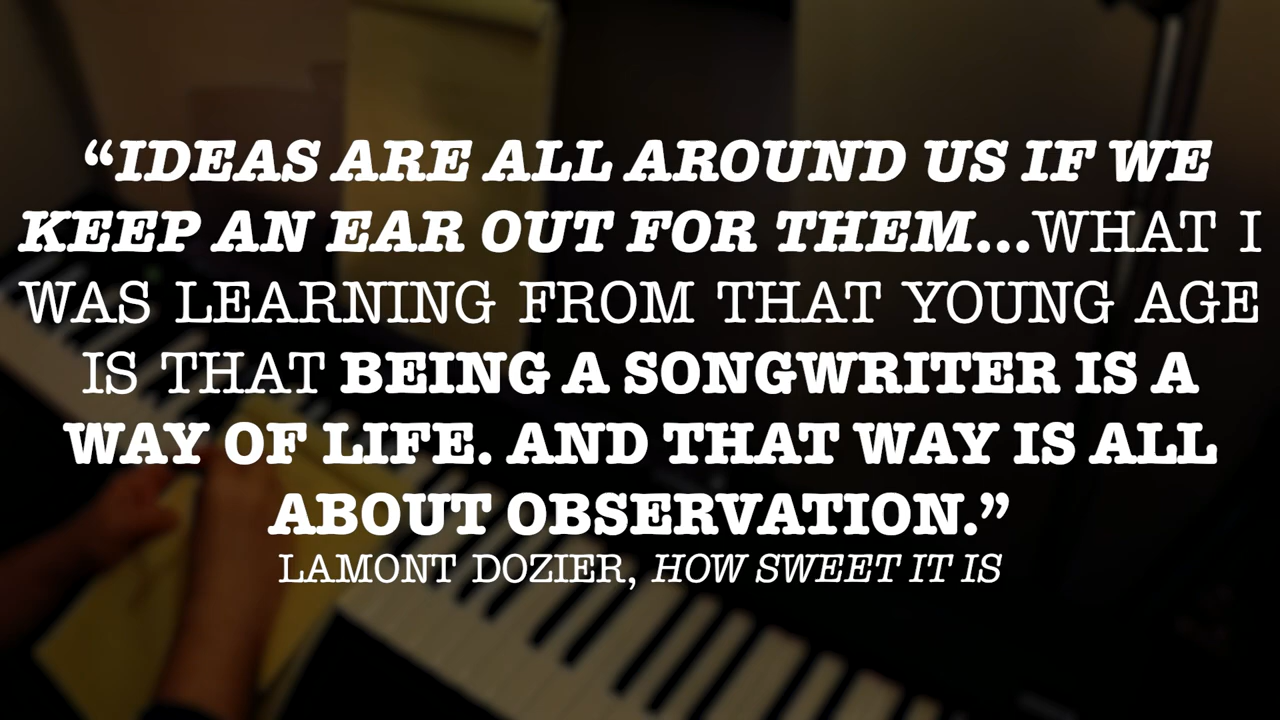 “IDEAS ARE ALL AROUND US IF WE
KEEP AN EAR OUT FOR THEM...WHAT I
WAS LEARNING FROM THAT YOUNG AGE
IS THAT BEING A SONGWRITER IS A
WAY OF LIFE. AND THAT WAY IS ALL
ABOUT OBSERVATION.”
LAMONT DOZIER, HOW SWEET IT IS